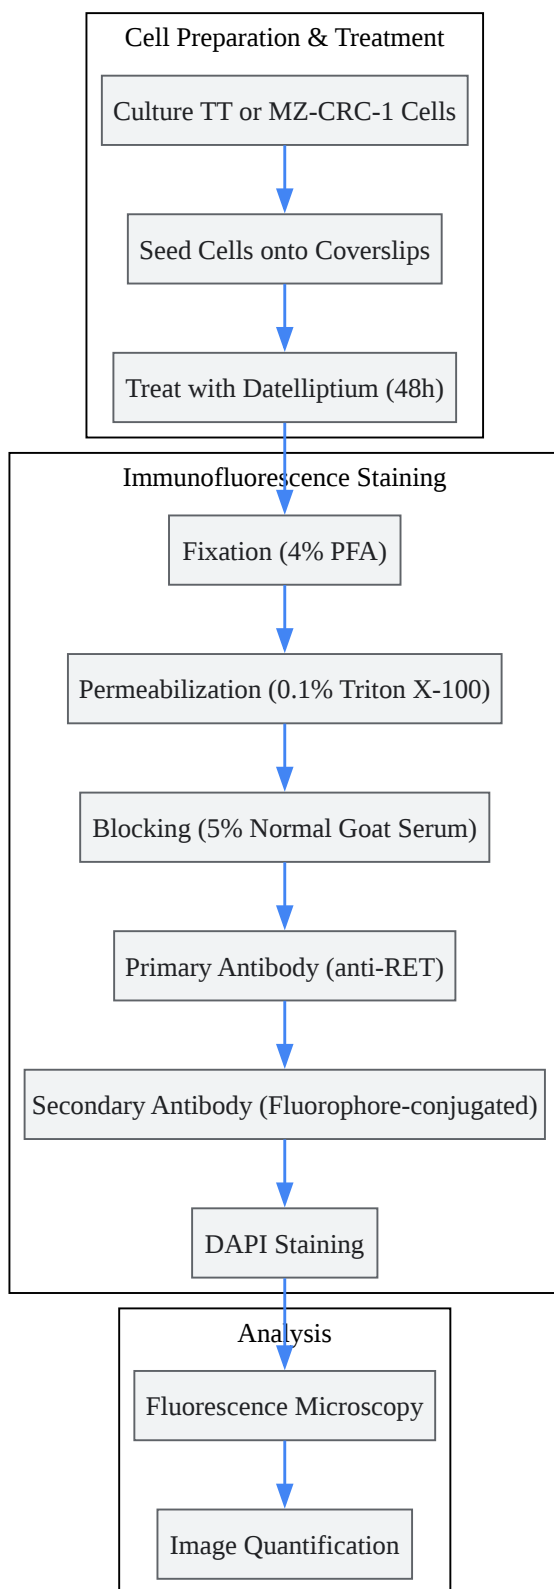 Cell Preparation & Treatment
Culture TT or MZ-CRC-1 Cells
Seed Cells onto Coverslips
Treat with Datelliptium (48h)
Immunofluorescence Staining
Fixation (4% PFA)
Permeabilization (0.1% Triton X-100)
Blocking (5% Normal Goat Serum)
Primary Antibody (anti-RET)
Secondary Antibody (Fluorophore-conjugated)
DAPI Staining
Analysis
Fluorescence Microscopy
Image Quantification